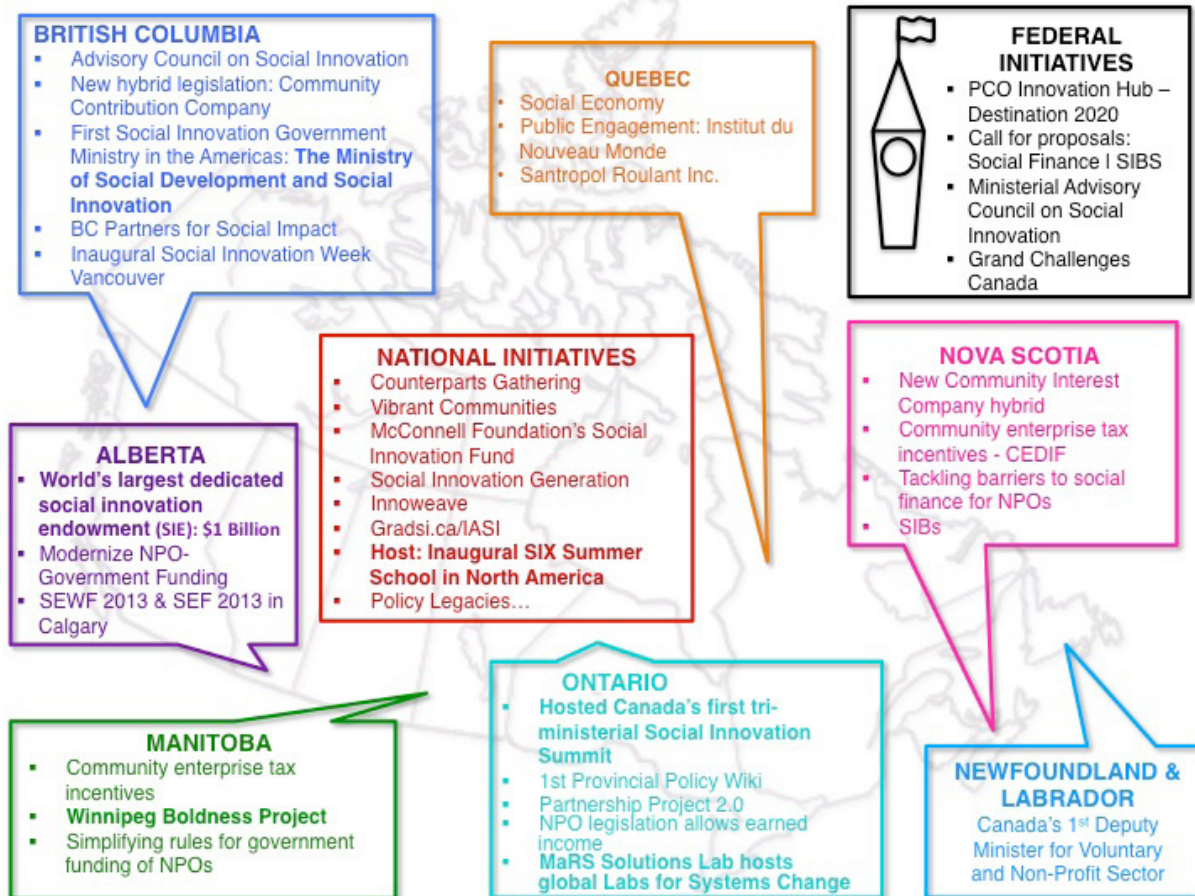 BRITISH COLUMBIA
▪ Advisory Council on Social Innovation
▪ New hybrid legislation: Community
Contribution Company
▪ First Social Innovation Government
Ministry in the Americas: The Ministry
of Social Development and Social
Innovation
▪ BC Partners for Social Impact
▪ Inaugural Social Innovation Week
Vancouver
QUEBEC
• Social Economy
• Public Engagement: Institut du
Nouveau Monde
• Santropol Roulant Inc.
FEDERAL
INITIATIVES
▪ PCO Innovation Hub –
Destination 2020
▪ Call for proposals:
Social Finance I SIBS
▪ Ministerial Advisory
Council on Social
Innovation
▪ Grand Challenges
Canada
NATIONAL INITIATIVES
▪ Counterparts Gathering
▪ Vibrant Communities
▪ McConnell Foundation's Social
Innovation Fund
▪ Social Innovation Generation
▪ Innoweave
▪ Gradsi.ca/IASI
▪ Host: Inaugural SIX Summer
School in North America
▪ Policy Legacies…
NOVA SCOTIA
▪ New Community Interest
Company hybrid
▪ Community enterprise tax
incentives - CEDIF
▪ Tackling barriers to social
finance for NPOs
▪ SIBs
ALBERTA
▪ World's largest dedicated
social innovation
endowment (SIE): $1 Billion
▪ Modernize NPO-
Government Funding
▪ SEWF 2013 & SEF 2013 in
Calgary
ONTARIO
▪ Hosted Canada's first tri-
ministerial Social Innovation
Summit
▪ 1st Provincial Policy Wiki
▪ Partnership Project 2.0
▪ NPO legislation allows earned
income
▪ MaRS Solutions Lab hosts
global Labs for Systems Change
MANITOBA
▪ Community enterprise tax
incentives
▪ Winnipeg Boldness Project
▪ Simplifying rules for government
funding of NPOs
NEWFOUNDLAND &
LABRADOR
Canada's 1st Deputy
Minister for Voluntary
and Non-Profit Sector